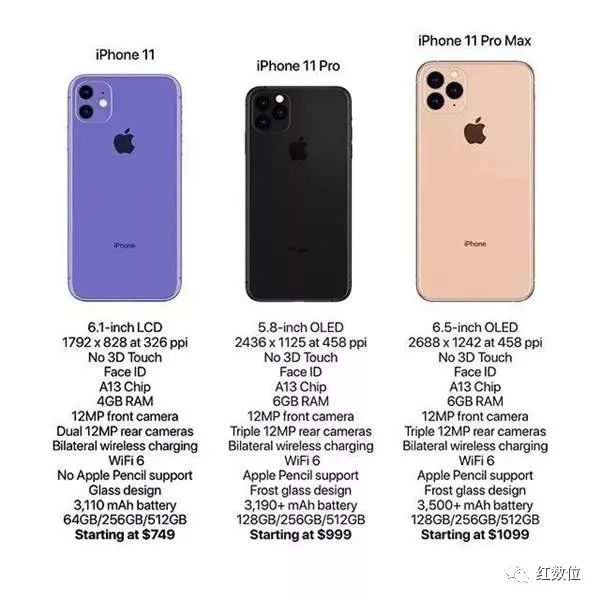 iPhone 11
6.1-inch LCD
1792 x 828 at 326 ppi
No 3D Touch
Face ID
A13 Chip
4GB RAM
12MP front camera
Dual 12MP rear cameras
Bilateral wireless charging
WiFi 6
No Apple Pencil support
Glass design
3,110 mAh battery
64GB/256GB/512GB
Starting at $749
iPhone 11 Pro
5.8-inch OLED
2436 x 1125 at 458 ppi
No 3D Touch
Face ID
A13 Chip
6GB RAM
12MP front camera
Triple 12MP rear cameras
Bilateral wireless charging
WiFi 6
Apple Pencil support
Frost glass design
3,190+ mAh battery
128GB/256GB/512GB
Starting at $999
iPhone 11 Pro Max
6.5-inch OLED
2688 x 1242 at 458 ppi
No 3D Touch
Face ID
A13 Chip
6GB RAM
12MP front camera
Triple 12MP rear cameras
Bilateral wireless charging
WiFi 6
Apple Pencil support
Frost glass design
3,500+ mAh battery
128GB/256GB/512GB
Starting at $1099
iPhone
iPhone
iPhone
红数位